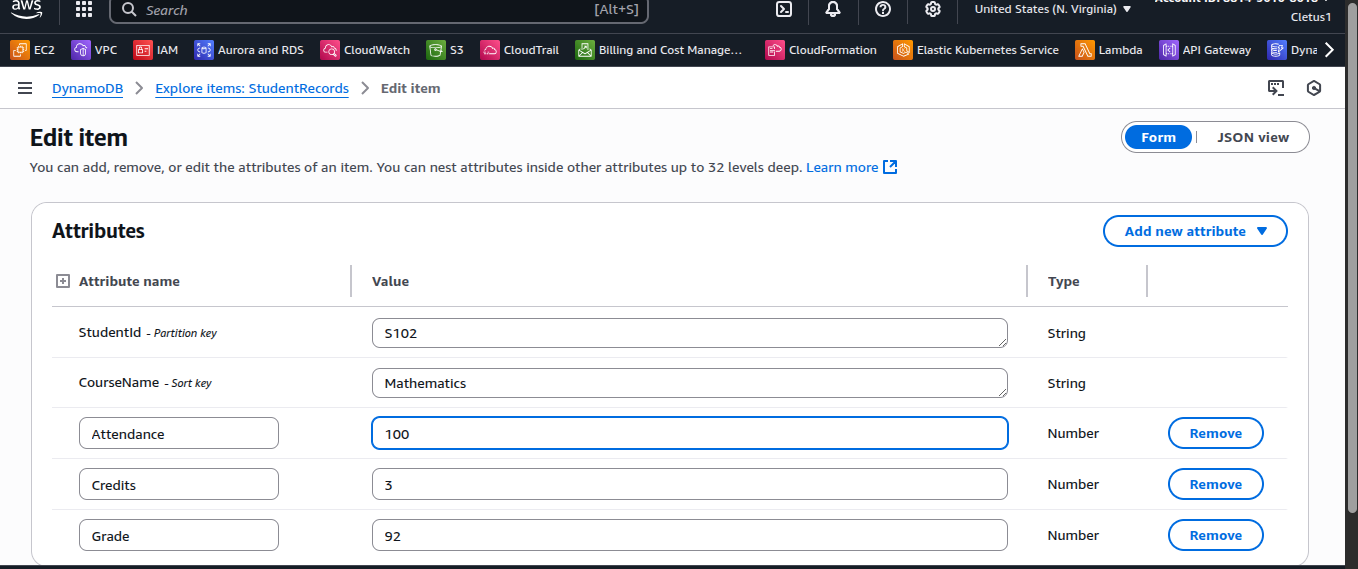 aws
Search [Alt+S] United States (N. Virginia)
Cletus1
EC2 VPC IAM Aurora and RDS CloudWatch S3 CloudTrail Billing and Cost Manage... CloudFormation Elastic Kubernetes Service Lambda API Gateway Dyna
DynamoDB Explore items: StudentRecords Edit item
Edit item
Form JSON view
You can add, remove, or edit the attributes of an item. You can nest attributes inside other attributes up to 32 levels deep. Learn more
Attributes
Add new attribute
Attribute name Value Type
StudentId - Partition key S102 String
CourseName - Sort key Mathematics String
Attendance 100 Number Remove
Credits 3 Number Remove
Grade 92 Number Remove